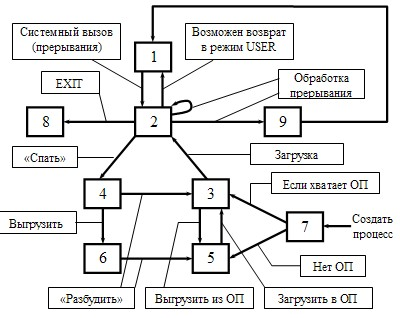 Системный вызов
(прерывания)
Возможен возврат
в режим USER
1
EXIT
Обработка
прерывания
8
2
9
«Спать»
Загрузка
4
3
Если хватает ОП
Выгрузить
7
Создать
процесс
6
5
Нет ОП
«Разбудить»
Выгрузить из ОП
Загрузить в ОП